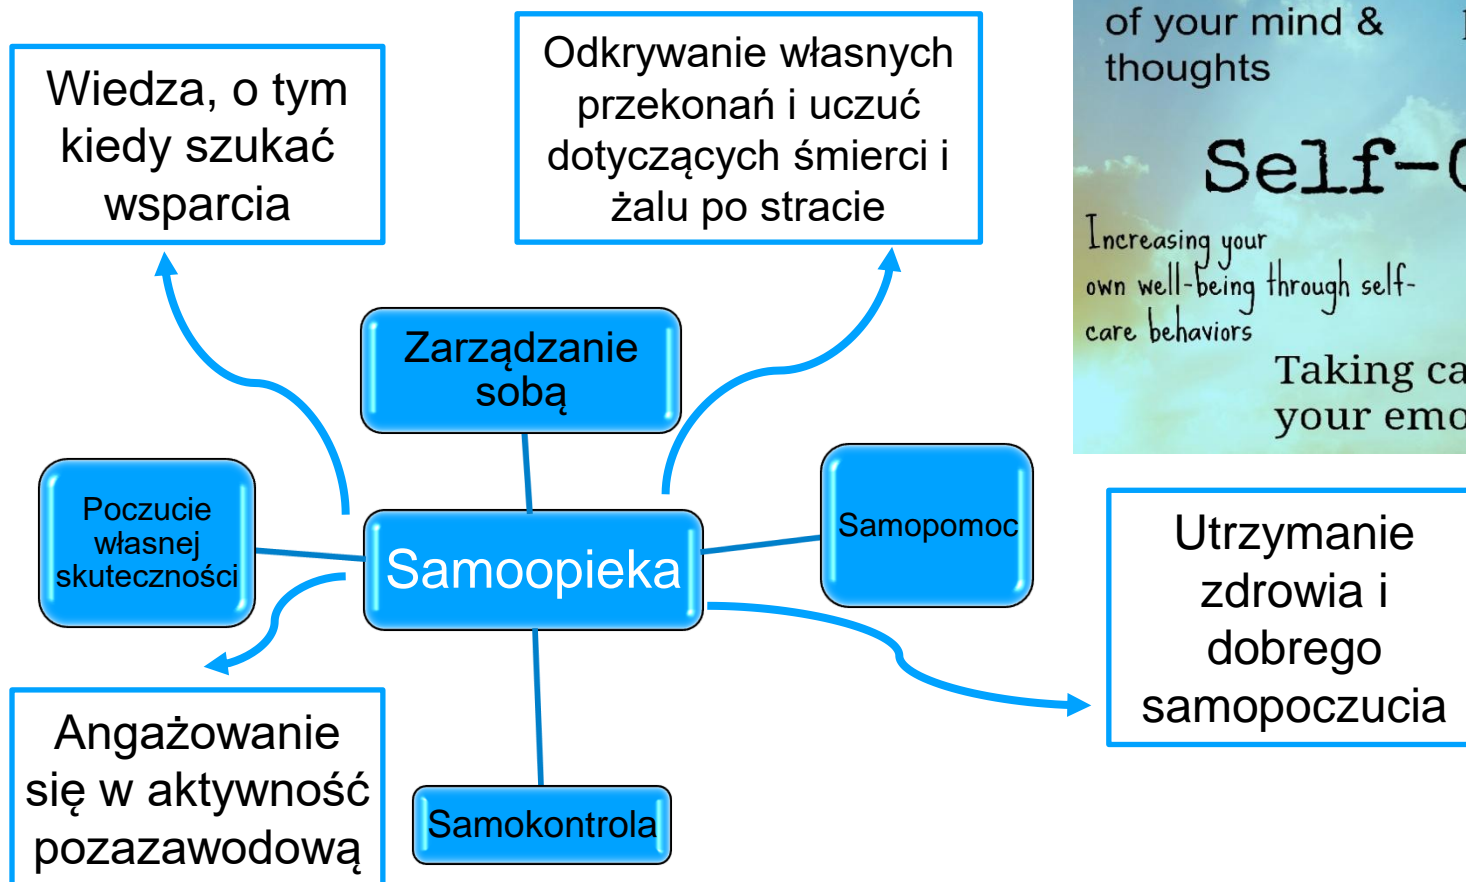 Wiedza, o tym
kiedy szukać
wsparcia
Odkrywanie własnych
przekonań i uczuć
dotyczących śmierci i
żalu po stracie
of your mind &
thoughts
Self-
Increasing your
own well-being through self-
care behaviors
Taking
your
Zarządzanie
sobą
Poczucie
własnej
skuteczności
Samoopieka
Samopomoc
Utrzymanie
zdrowia i
dobrego
samopoczucia
Angażowanie
się w aktywność
pozazawodową
Samokontrola